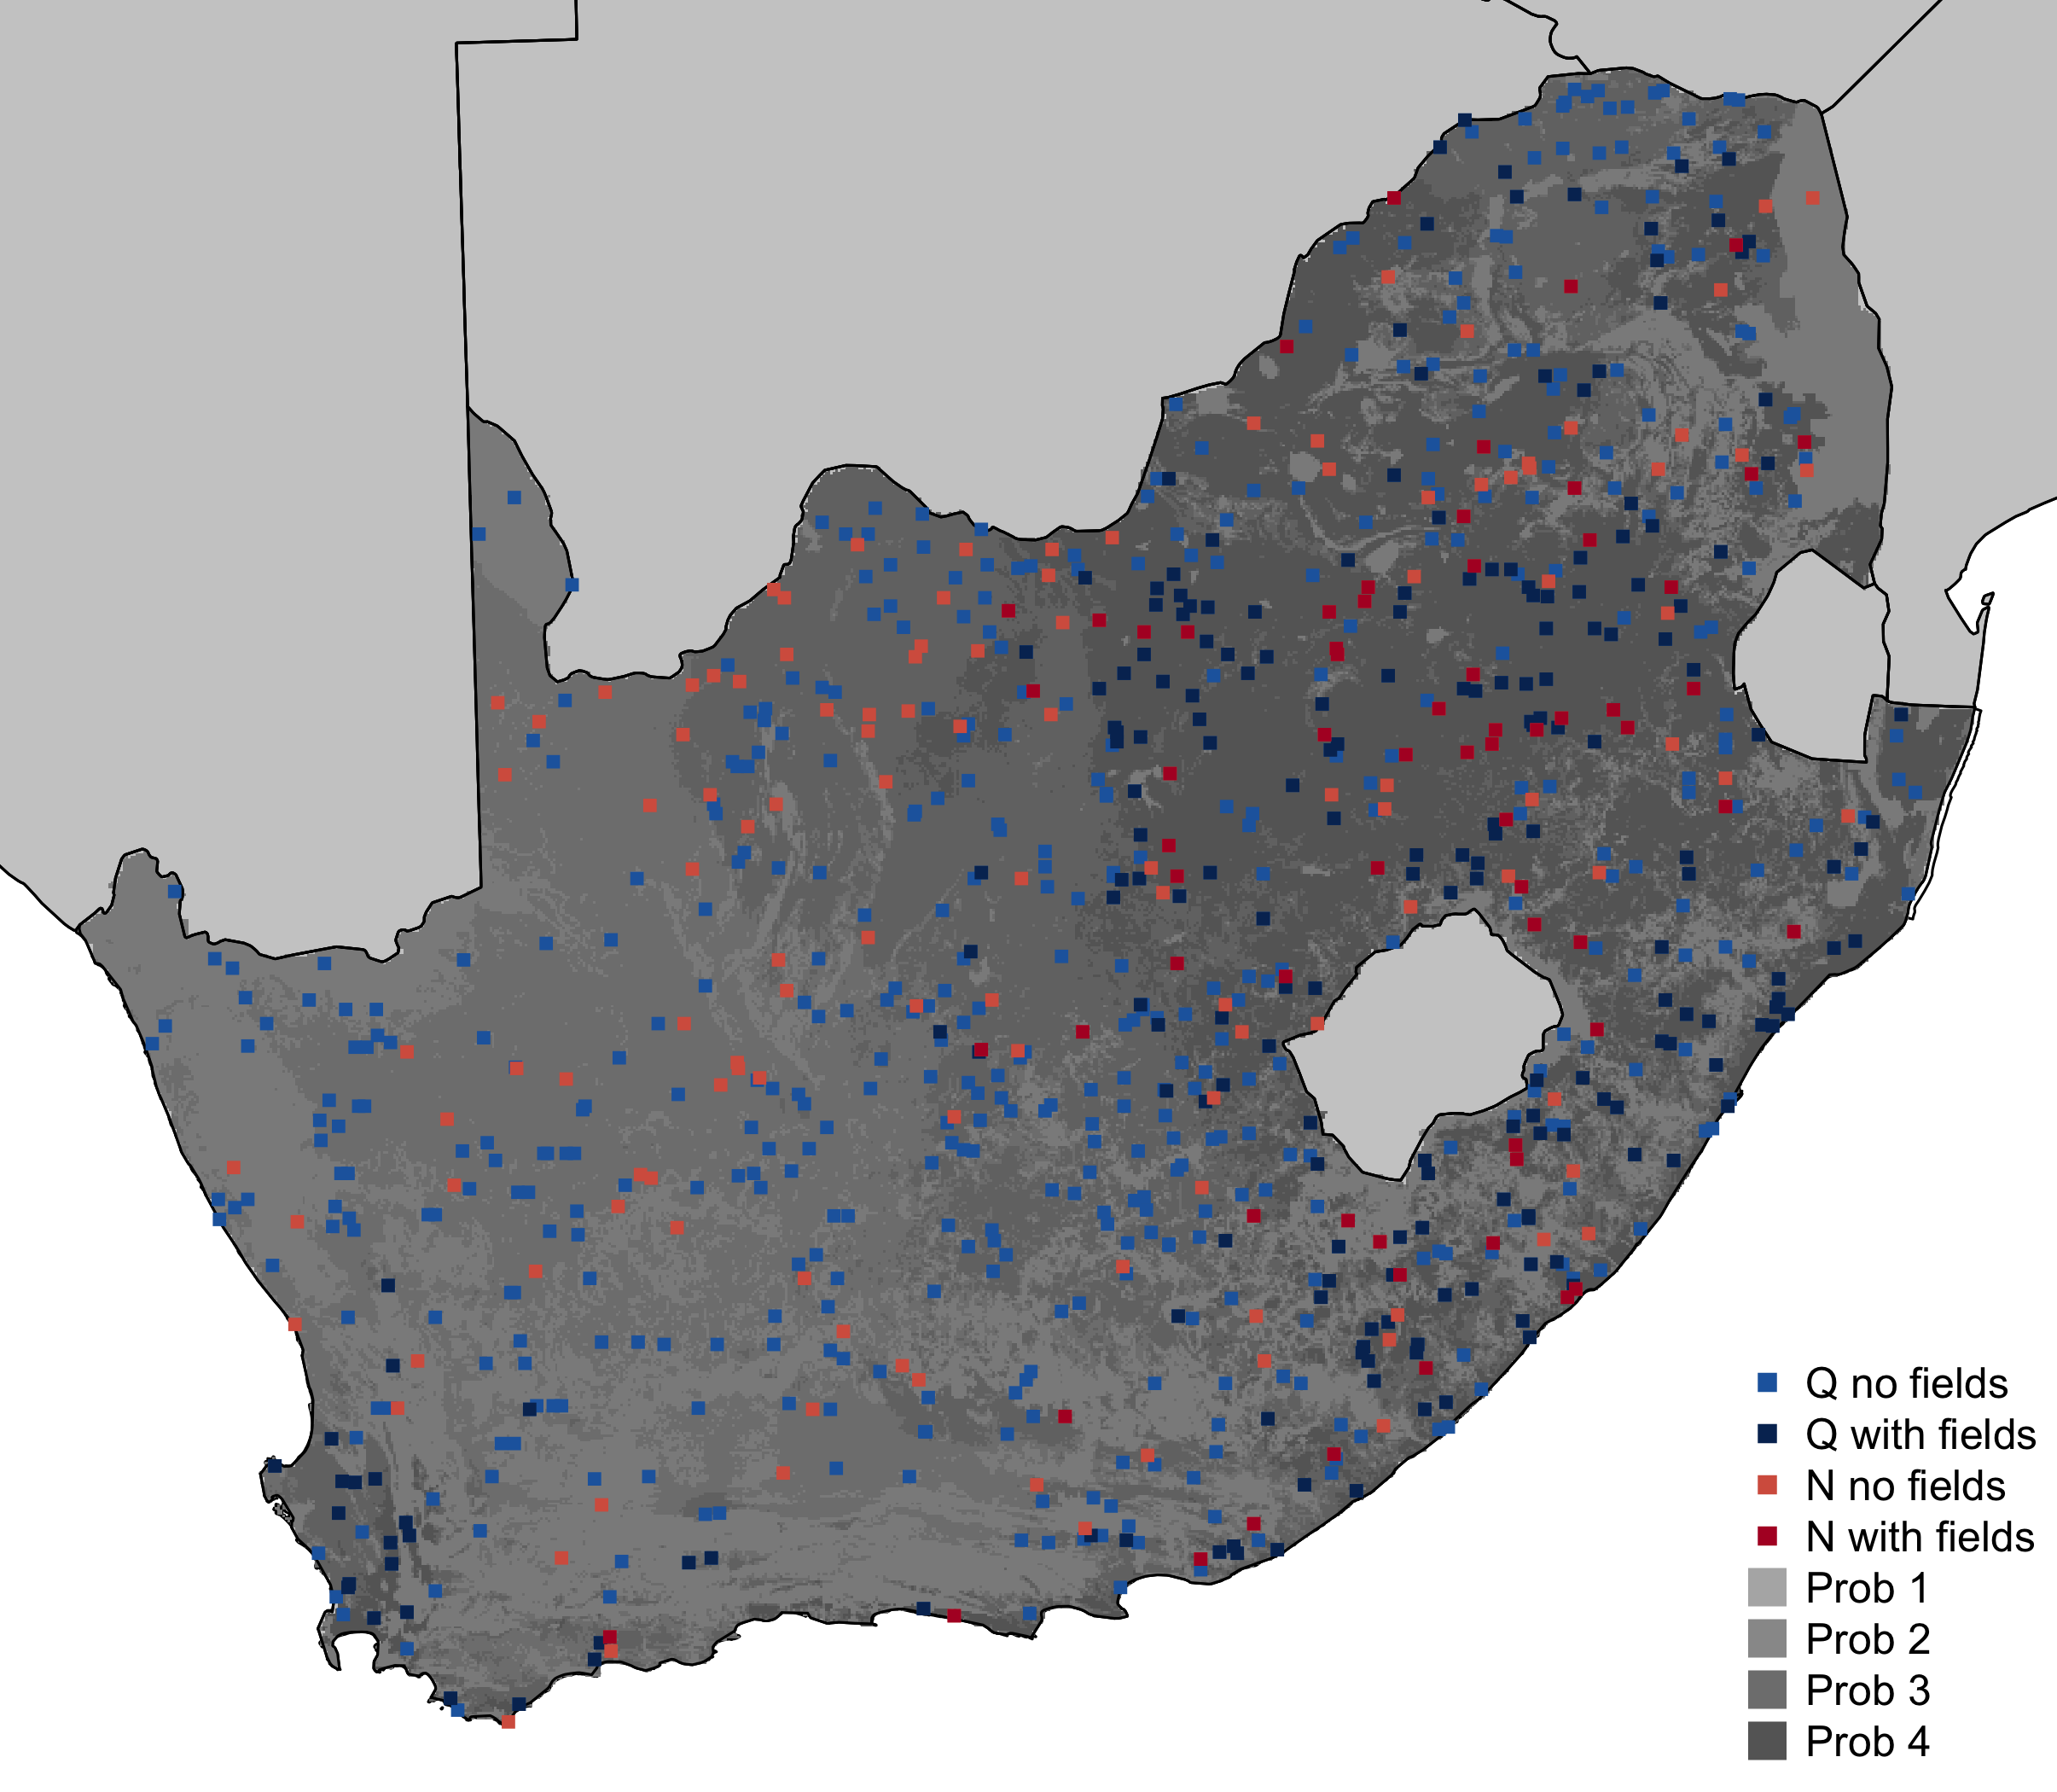 Q no fields
Q with fields
N no fields
N with fields
Prob 1
Prob 2
Prob 3
Prob 4